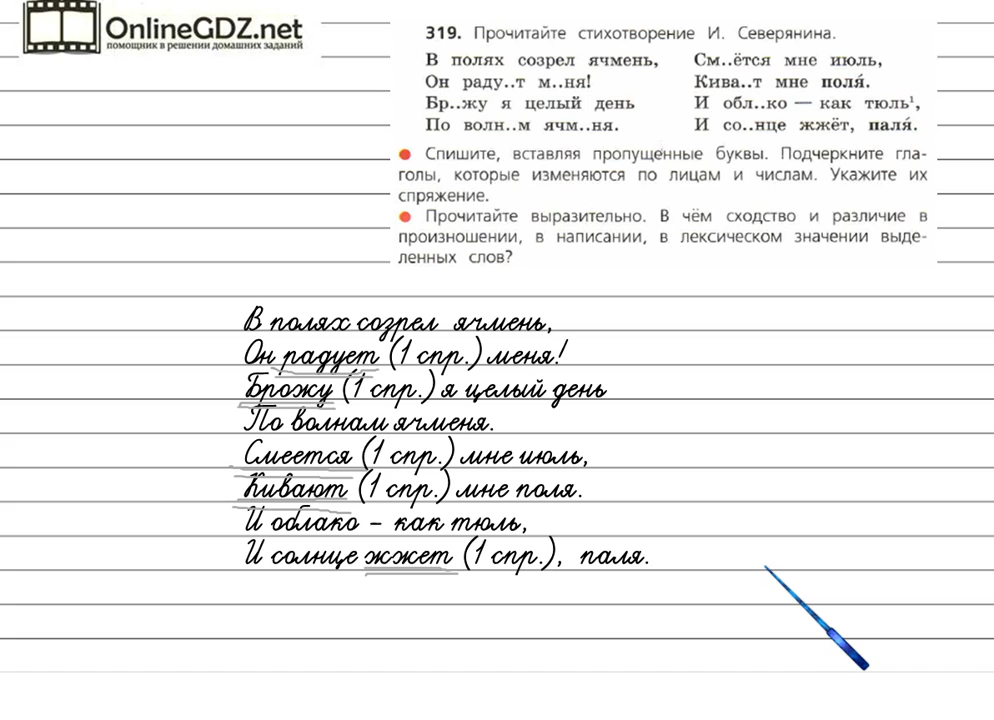 OnlineGDZ.net
помощник в решении домашних заданий
319. Прочитайте стихотворение И. Северянина.
В полях созрел ячмень,
Он раду..т м..ня!
Бр..жу я целый день
По волн..м ячм..ня.
См..ётся мне июль,
Кива..т мне поля́.
И обл..ко — как тюль¹,
И со..нце жжёт, паля́.
● Спишите, вставляя пропущенные буквы. Подчеркните гла-
голы, которые изменяются по лицам и числам. Укажите их
спряжение.
● Прочитайте выразительно. В чём сходство и различие в
произношении, в написании, в лексическом значении выде-
ленных слов?
В полях созрел ячмень,
Он радует (1 спр.) меня!
Брожу (1 спр.) я целый день
По волнам ячменя.
Смеется (1 спр.) мне июль,
Кивают (1 спр.) мне поля.
И облако – как тюль,
И солнце жжет (1 спр.), паля.